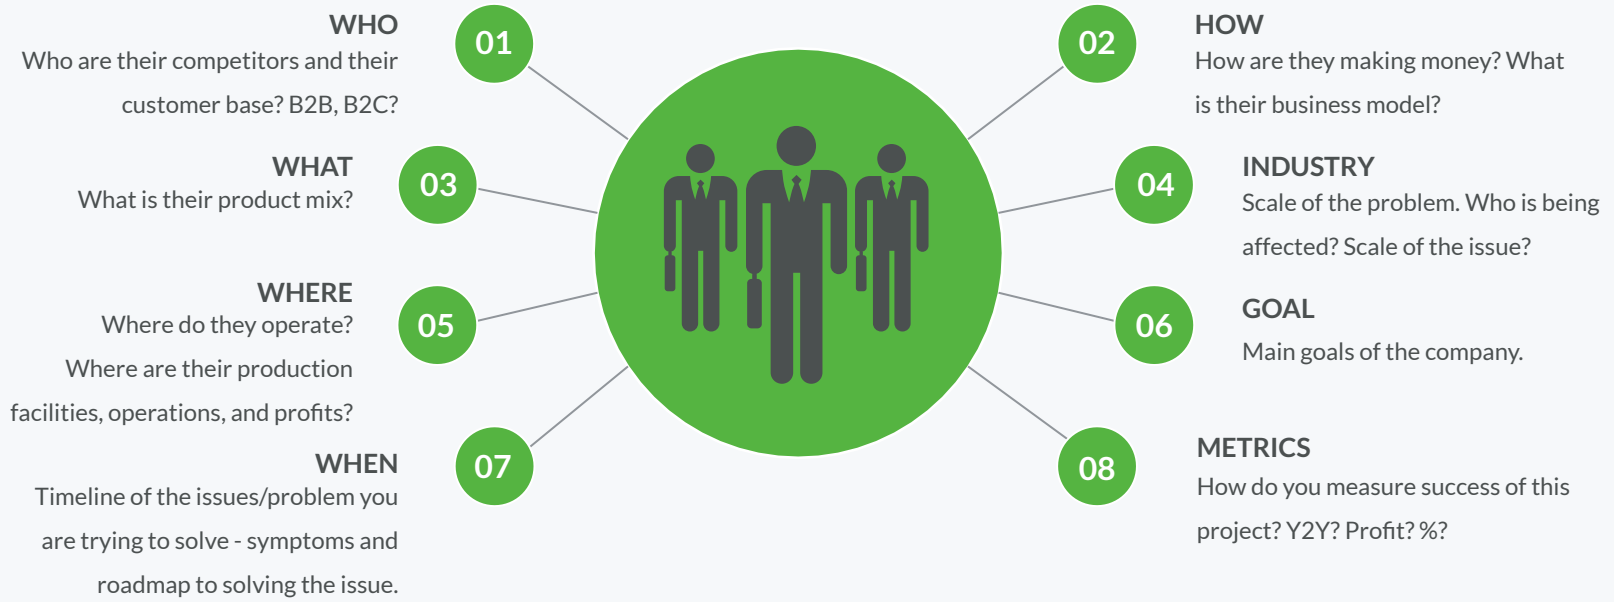 01
WHO
Who are their competitors and their
customer base? B2B, B2C?
02
HOW
How are they making money? What
is their business model?
03
WHAT
What is their product mix?
04
INDUSTRY
Scale of the problem. Who is being
affected? Scale of the issue?
05
WHERE
Where do they operate?
Where are their production
facilities, operations, and profits?
06
GOAL
Main goals of the company.
07
WHEN
Timeline of the issues/problem you
are trying to solve - symptoms and
roadmap to solving the issue.
08
METRICS
How do you measure success of this
project? Y2Y? Profit? %?